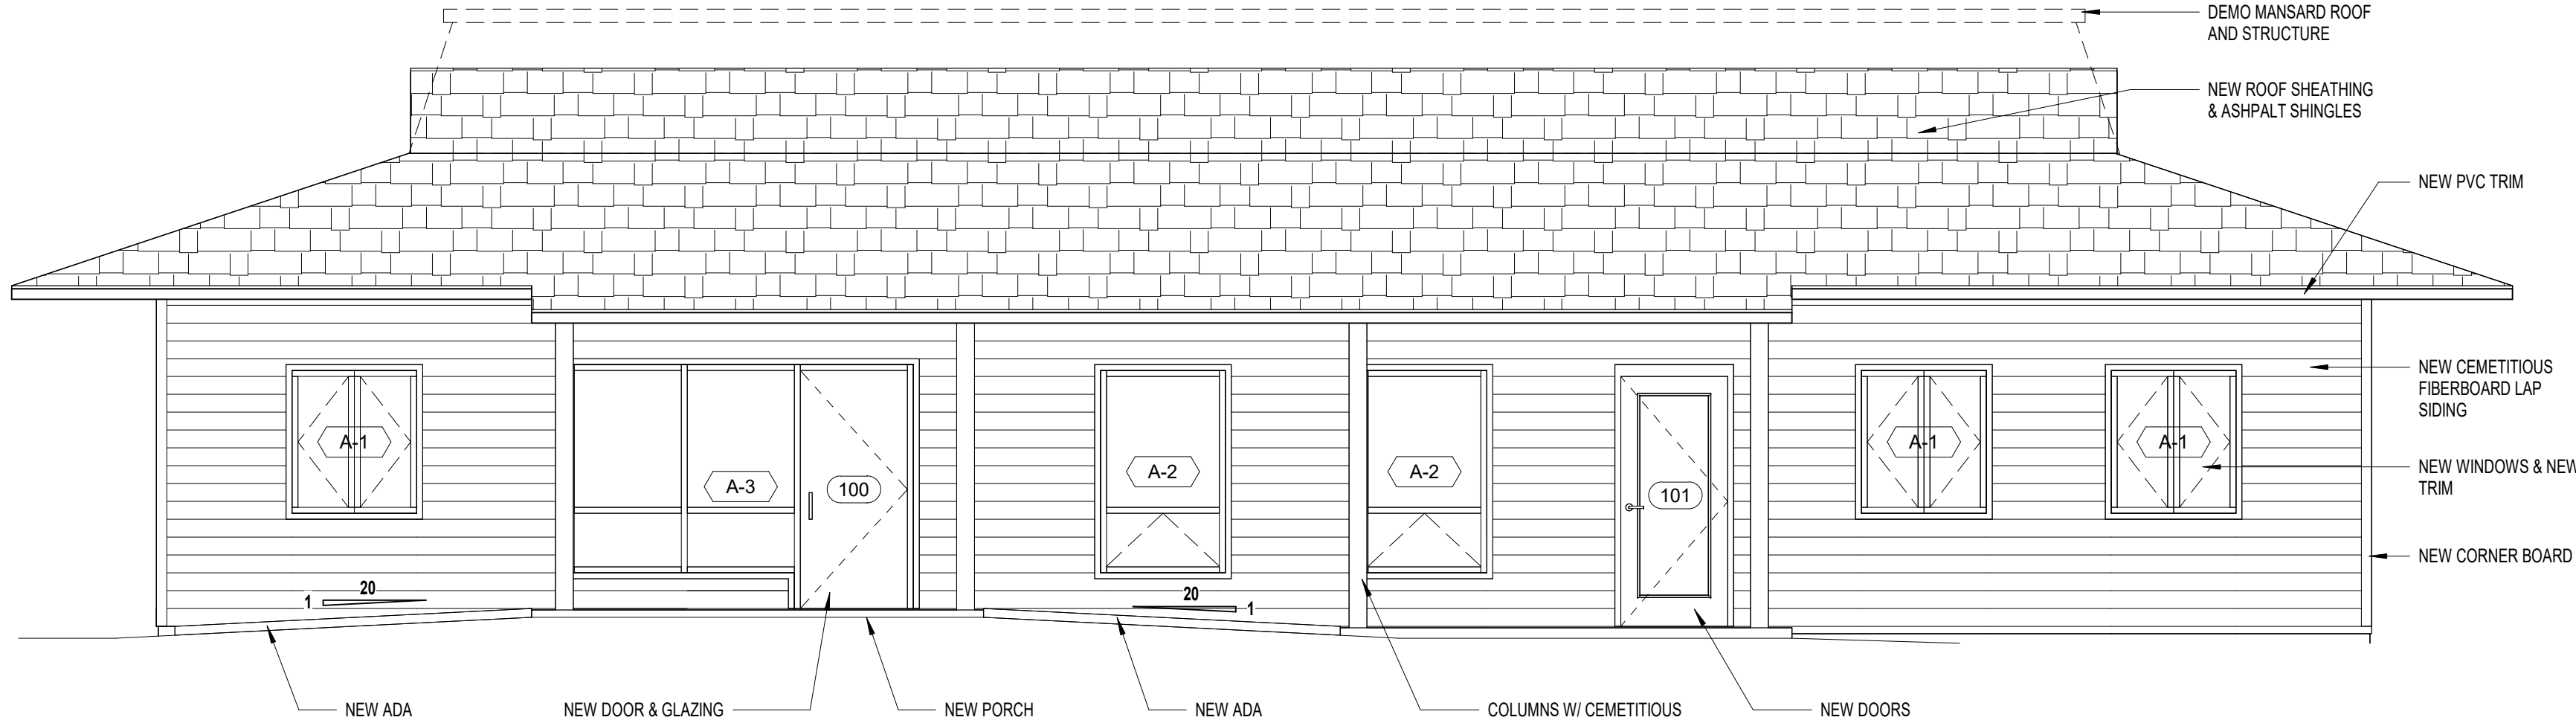 DEMO MANSARD ROOF
AND STRUCTURE
NEW ROOF SHEATHING
& ASHPALT SHINGLES
NEW PVC TRIM
NEW CEMETITIOUS
FIBERBOARD LAP
SIDING
NEW WINDOWS & NEW
TRIM
NEW CORNER BOARD
A-1
A-3
100
A-2
A-2
101
A-1
A-1
1 20
20 1
NEW ADA
NEW DOOR & GLAZING
NEW PORCH
NEW ADA
COLUMNS W/ CEMETITIOUS
NEW DOORS